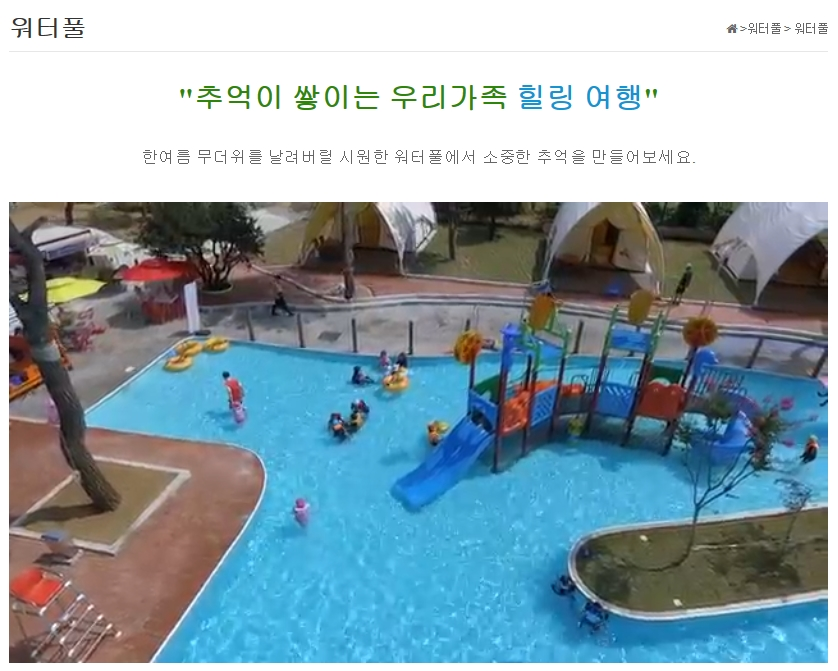 워터풀
>워터풀 > 워터풀
"추억이 쌓이는 우리가족 힐링 여행"
한여름 무더위를 날려버릴 시원한 워터풀에서 소중한 추억을 만들어보세요.